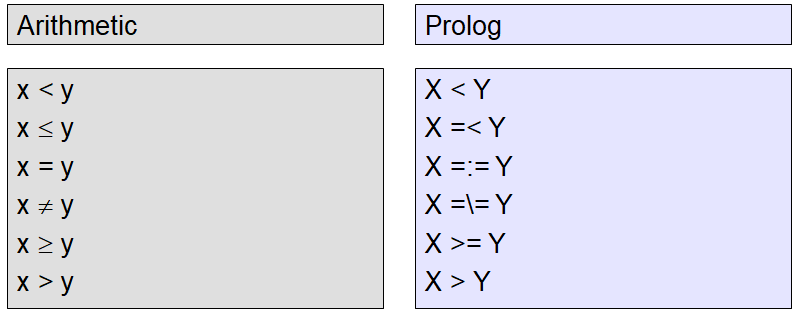 Arithmetic
x < y
x ≤ y
x = y
x ≠ y
x ≥ y
x > y
Prolog
X < Y
X =< Y
X =:= Y
X =\= Y
X >= Y
X > Y